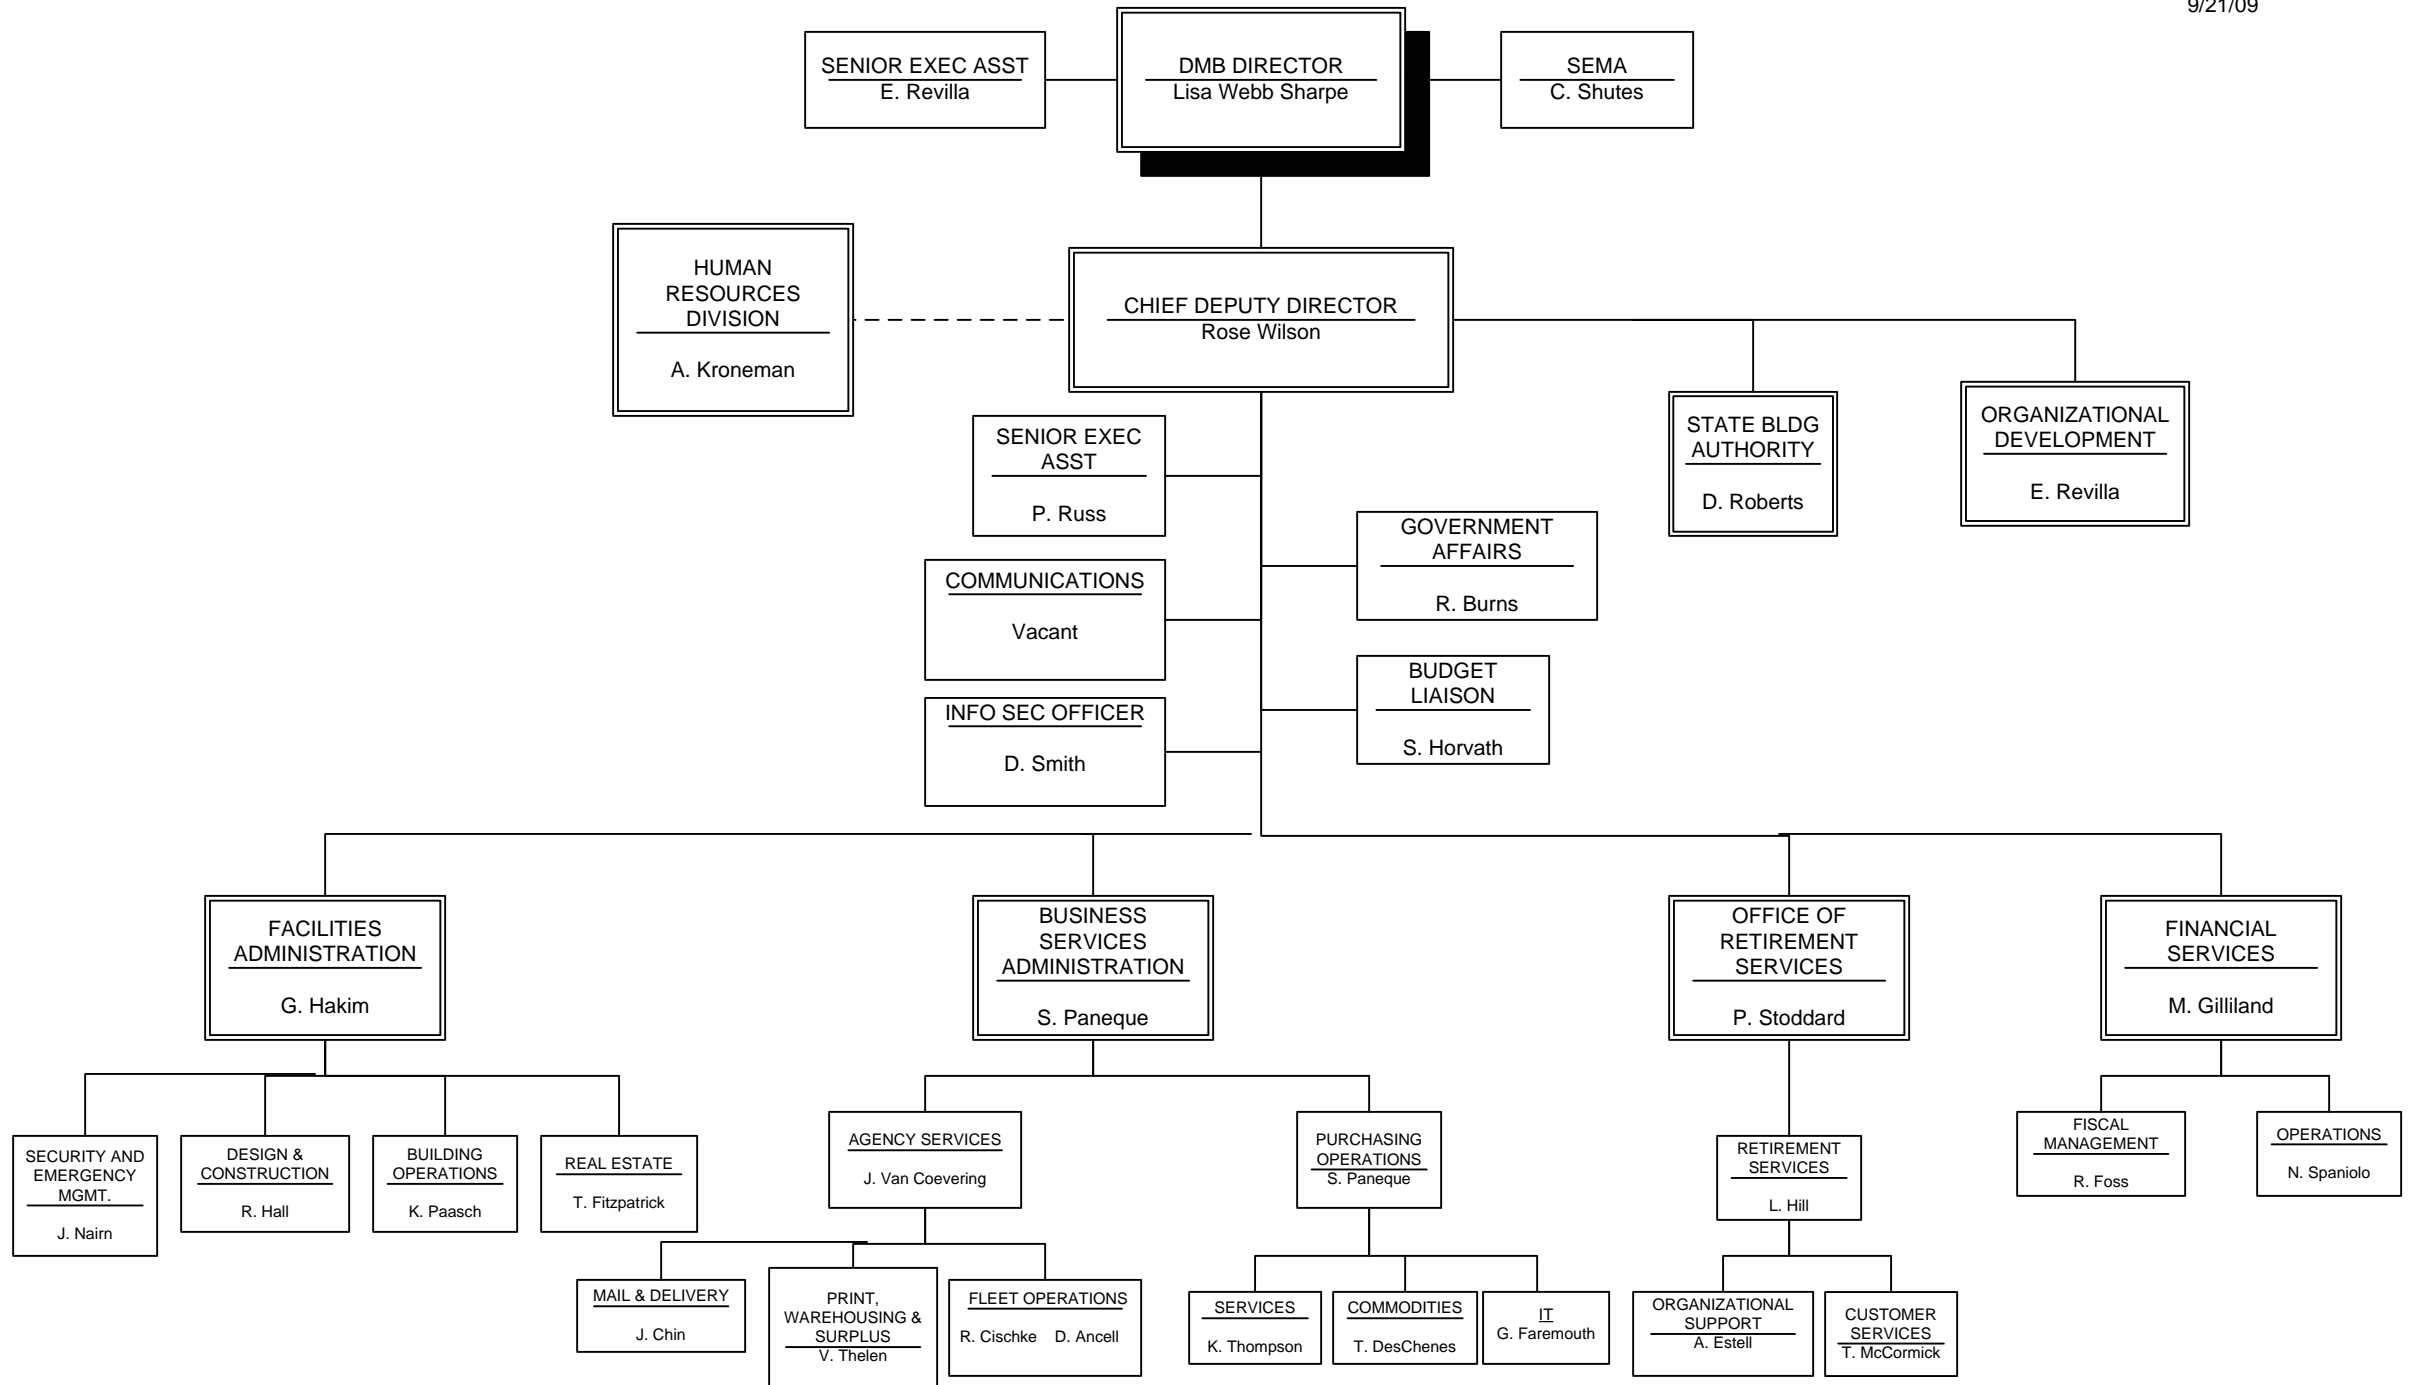 9/21/09
SENIOR EXEC ASST
E. Revilla
DMB DIRECTOR
Lisa Webb Sharpe
SEMA
C. Shutes
HUMAN
RESOURCES
DIVISION
A. Kroneman
CHIEF DEPUTY DIRECTOR
Rose Wilson
STATE BLDG
AUTHORITY
D. Roberts
ORGANIZATIONAL
DEVELOPMENT
E. Revilla
SENIOR EXEC
ASST
P. Russ
GOVERNMENT
AFFAIRS
R. Burns
COMMUNICATIONS
Vacant
BUDGET
LIAISON
S. Horvath
INFO SEC OFFICER
D. Smith
FACILITIES
ADMINISTRATION
G. Hakim
BUSINESS
SERVICES
ADMINISTRATION
S. Paneque
OFFICE OF
RETIREMENT
SERVICES
P. Stoddard
FINANCIAL
SERVICES
M. Gilliland
SECURITY AND
EMERGENCY
MGMT.
J. Nairn
DESIGN &
CONSTRUCTION
R. Hall
BUILDING
OPERATIONS
K. Paasch
REAL ESTATE
T. Fitzpatrick
AGENCY SERVICES
J. Van Coevering
PURCHASING
OPERATIONS
S. Paneque
RETIREMENT
SERVICES
L. Hill
FISCAL
MANAGEMENT
R. Foss
OPERATIONS
N. Spaniolo
MAIL & DELIVERY
J. Chin
PRINT,
WAREHOUSING &
SURPLUS
V. Thelen
FLEET OPERATIONS
R. Cischke D. Ancell
SERVICES
K. Thompson
COMMODITIES
T. DesChenes
IT
G. Faremouth
ORGANIZATIONAL
SUPPORT
A. Estell
CUSTOMER
SERVICES
T. McCormick